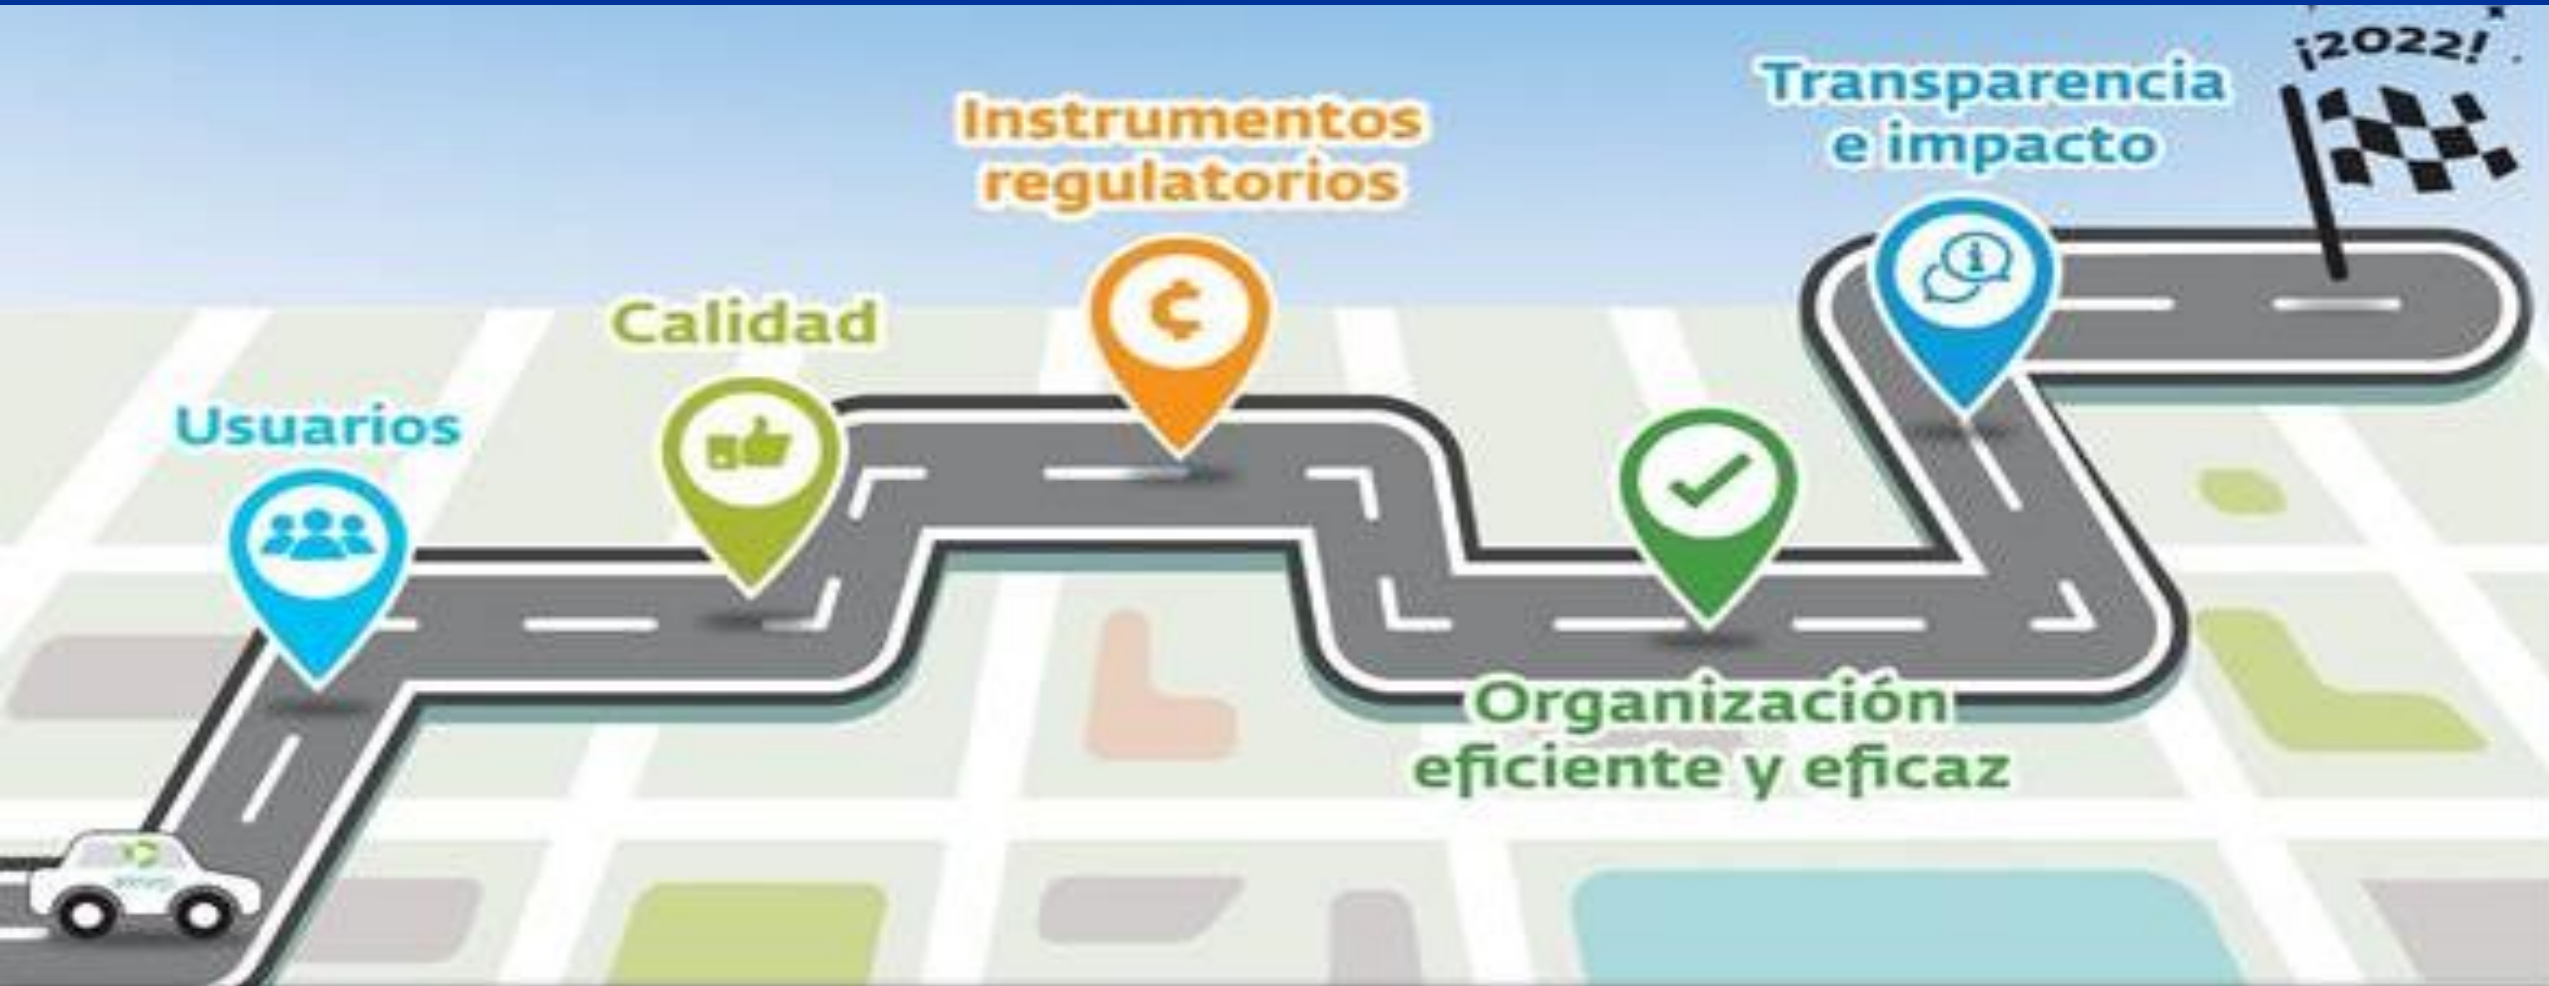 ¡2022!
Transparencia
e impacto
Instrumentos
regulatorios
Calidad
Usuarios
Organización
eficiente y eficaz